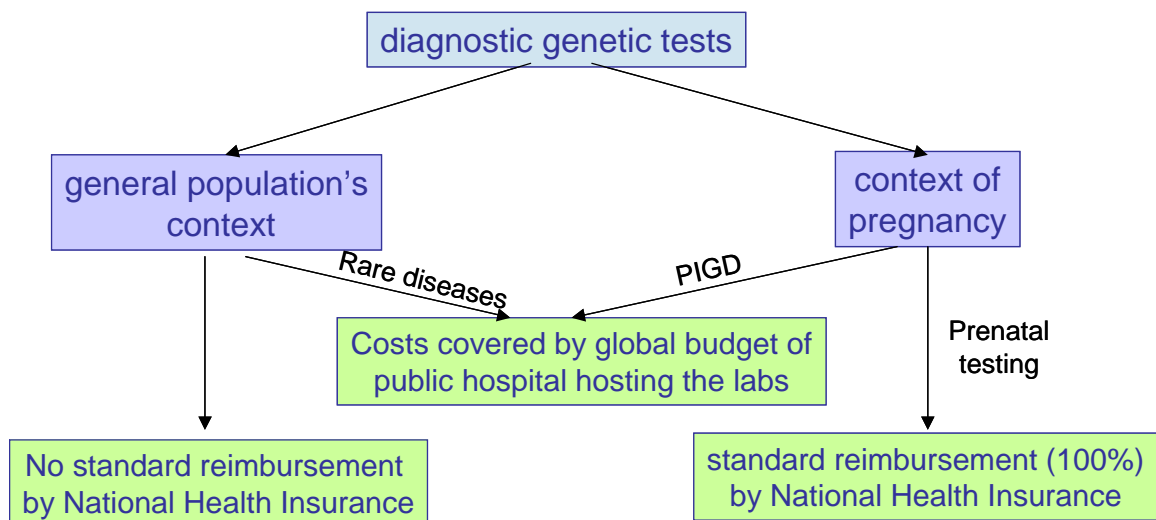 diagnostic genetic tests
general population’s
context
context of
pregnancy
Rare diseases
PIGD
Costs covered by global budget of
public hospital hosting the labs
Prenatal
testing
No standard reimbursement
by National Health Insurance
standard reimbursement (100%)
by National Health Insurance